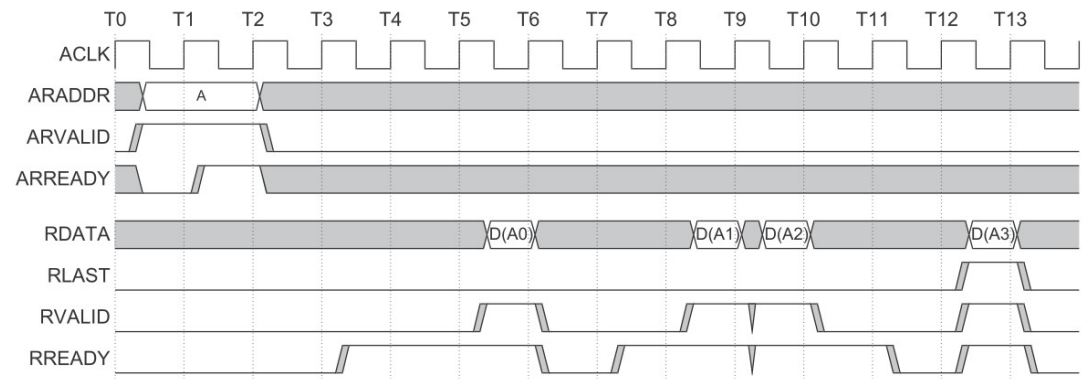 T0 T1 T2 T3 T4 T5 T6 T7 T8 T9 T10 T11 T12 T13
ACLK
ARADDR A
ARVALID
ARREADY
RDATA D(A0) D(A1) D(A2) D(A3)
RLAST
RVALID
RREADY